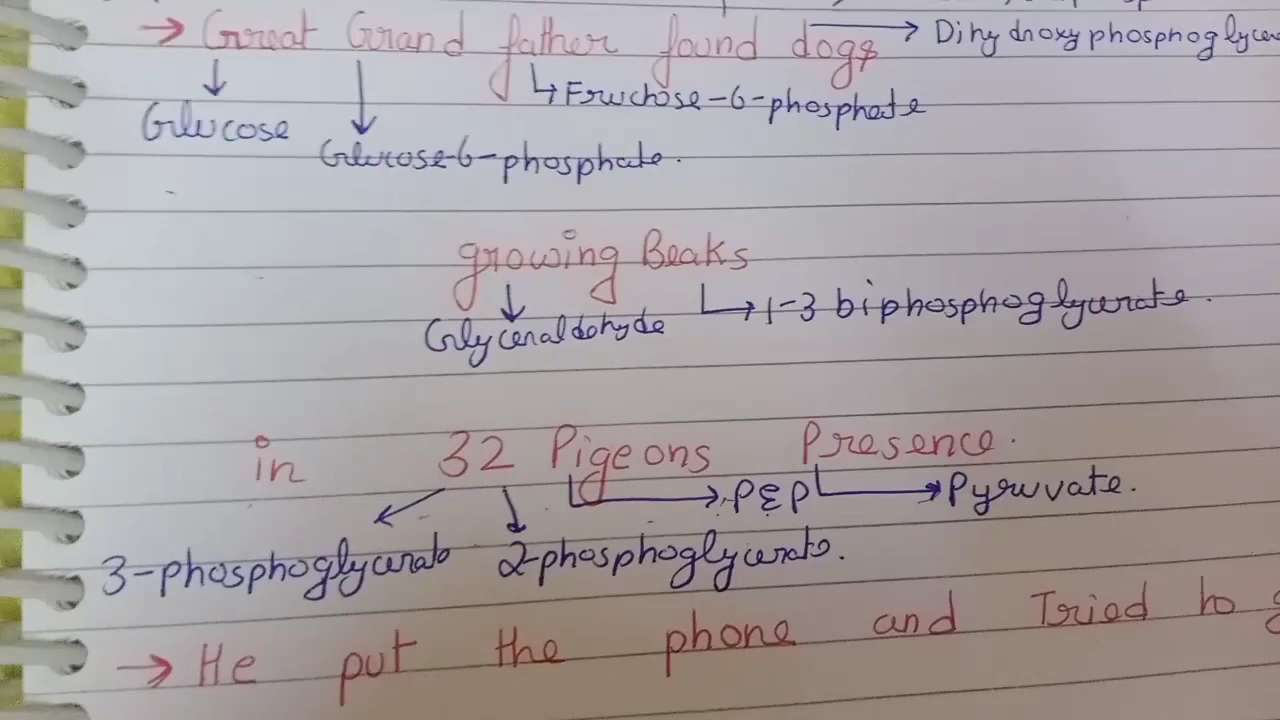 → Great Grand father found dogs → Dihydroxyphosphoglycer
Glucose
↳ Fructose-6-phosphate
Glucose-6-phosphate.
growing Beaks
Glyceraldehyde
→ 1-3 biphosphoglycerate.
in 32 Pigeons Presence.
→ PEP → Pyruvate.
3-phosphoglycerate 2-phosphoglycerate.
→ He put the phone and Tried to